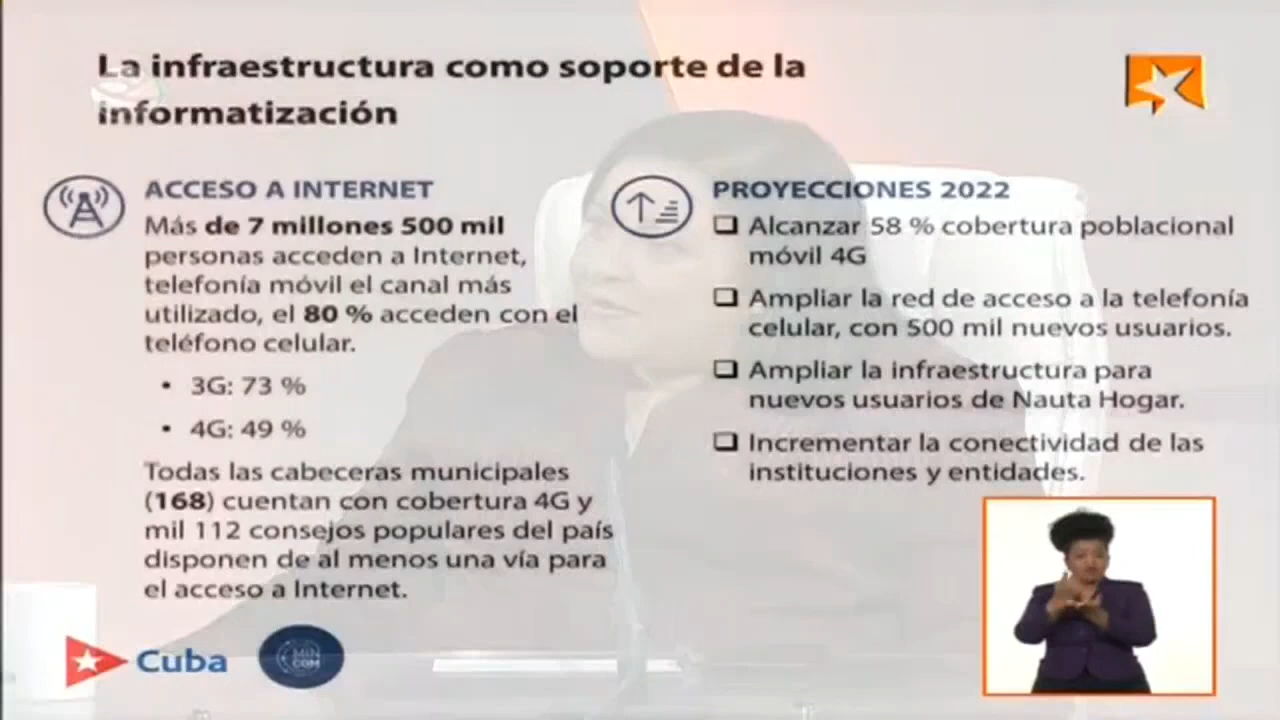 La infraestructura como soporte de la
informatización
ACCESO A INTERNET
Más de 7 millones 500 mil
personas acceden a Internet,
telefonía móvil el canal más
utilizado, el 80 % acceden con el
teléfono celular.
• 3G: 73 %
• 4G: 49 %
Todas las cabeceras municipales
(168) cuentan con cobertura 4G y
mil 112 consejos populares del país
disponen de al menos una vía para
el acceso a Internet.
PROYECCIONES 2022
Alcanzar 58 % cobertura poblacional
móvil 4G
Ampliar la red de acceso a la telefonía
celular, con 500 mil nuevos usuarios.
Ampliar la infraestructura para
nuevos usuarios de Nauta Hogar.
Incrementar la conectividad de las
instituciones y entidades.
Cuba
MIN
COM